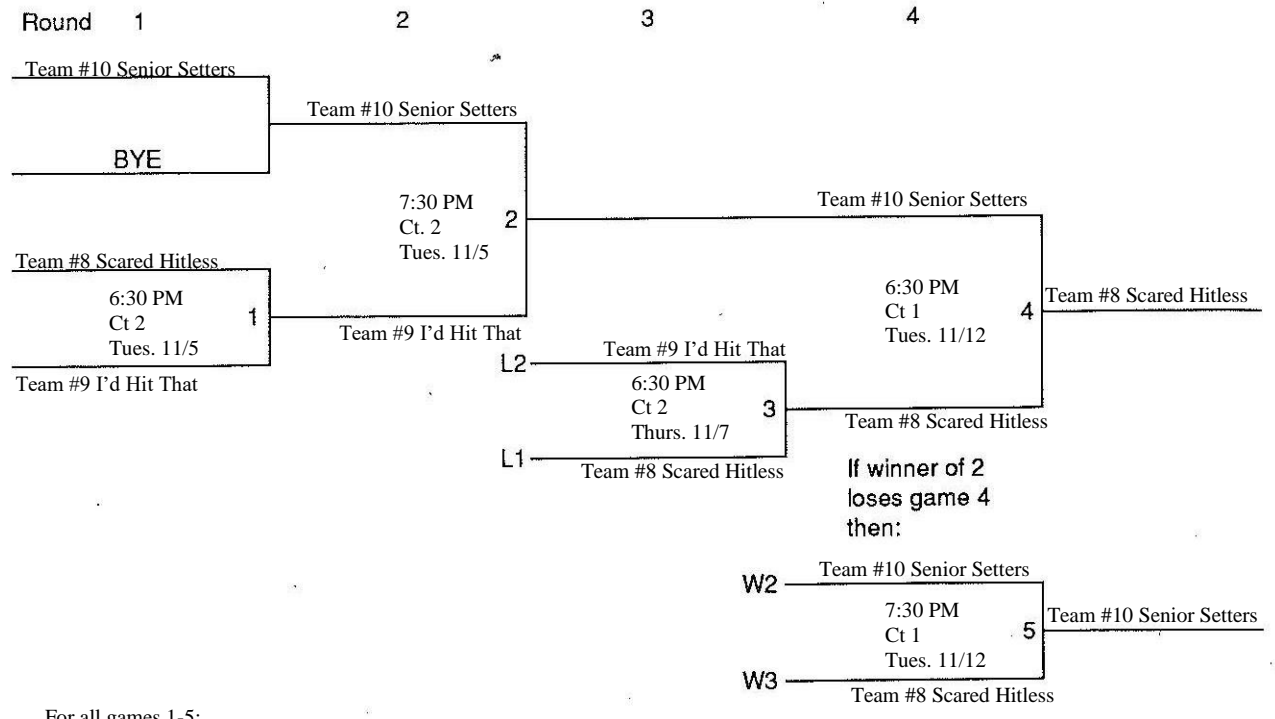 Round 1 2 3 4
Team #10 Senior Setters
Team #10 Senior Setters
BYE
7:30 PM
Ct. 2
Tues. 11/5
2
Team #10 Senior Setters
Team #8 Scared Hitless
6:30 PM
Ct 2
Tues. 11/5
1
Team #9 I'd Hit That
Team #9 I'd Hit That
L2
Team #9 I'd Hit That
6:30 PM
Ct 2
Thurs. 11/7
3
L1
Team #8 Scared Hitless
6:30 PM
Ct 1
Tues. 11/12
4
Team #8 Scared Hitless
Team #8 Scared Hitless
If winner of 2
loses game 4
then:
W2
Team #10 Senior Setters
7:30 PM
Ct 1
Tues. 11/12
5
Team #10 Senior Setters
W3
Team #8 Scared Hitless
For all games 1-5: